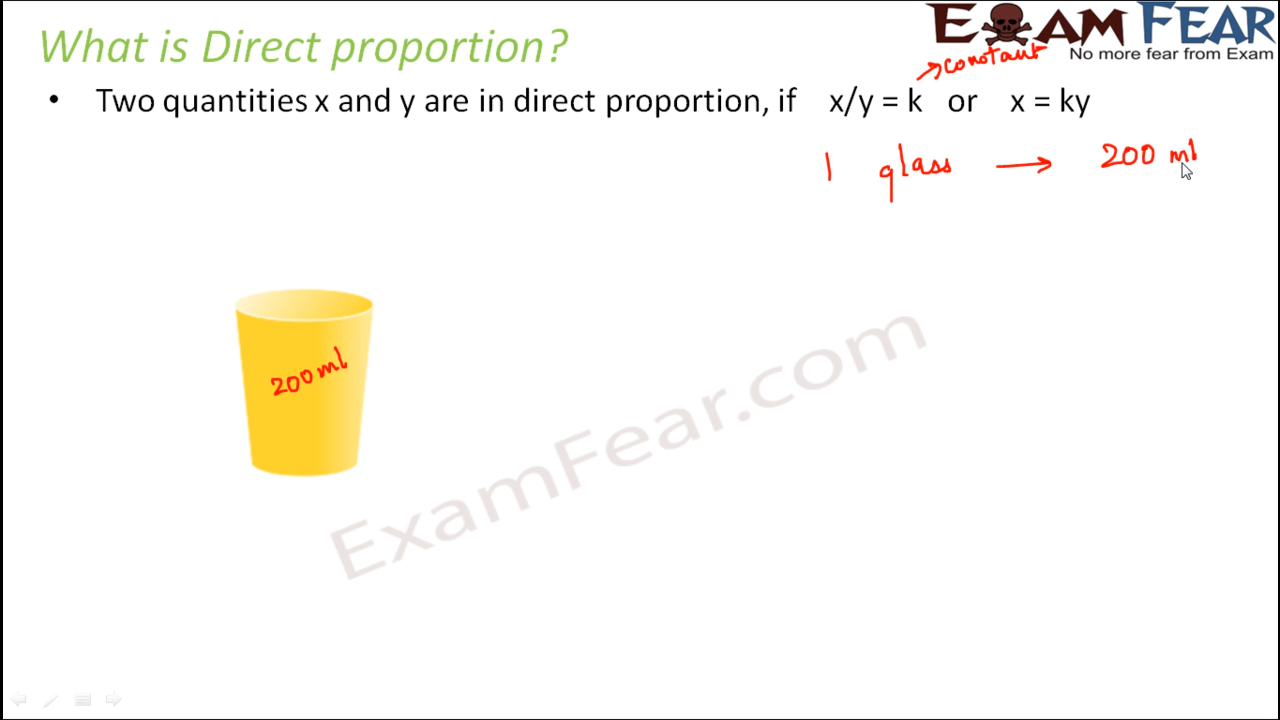 What is Direct proportion?
EXAM FEAR
No more fear from Exam
→ constant
• Two quantities x and y are in direct proportion, if x/y = k or x = ky
1 glass → 200 ml
200 ml
ExamFear.com